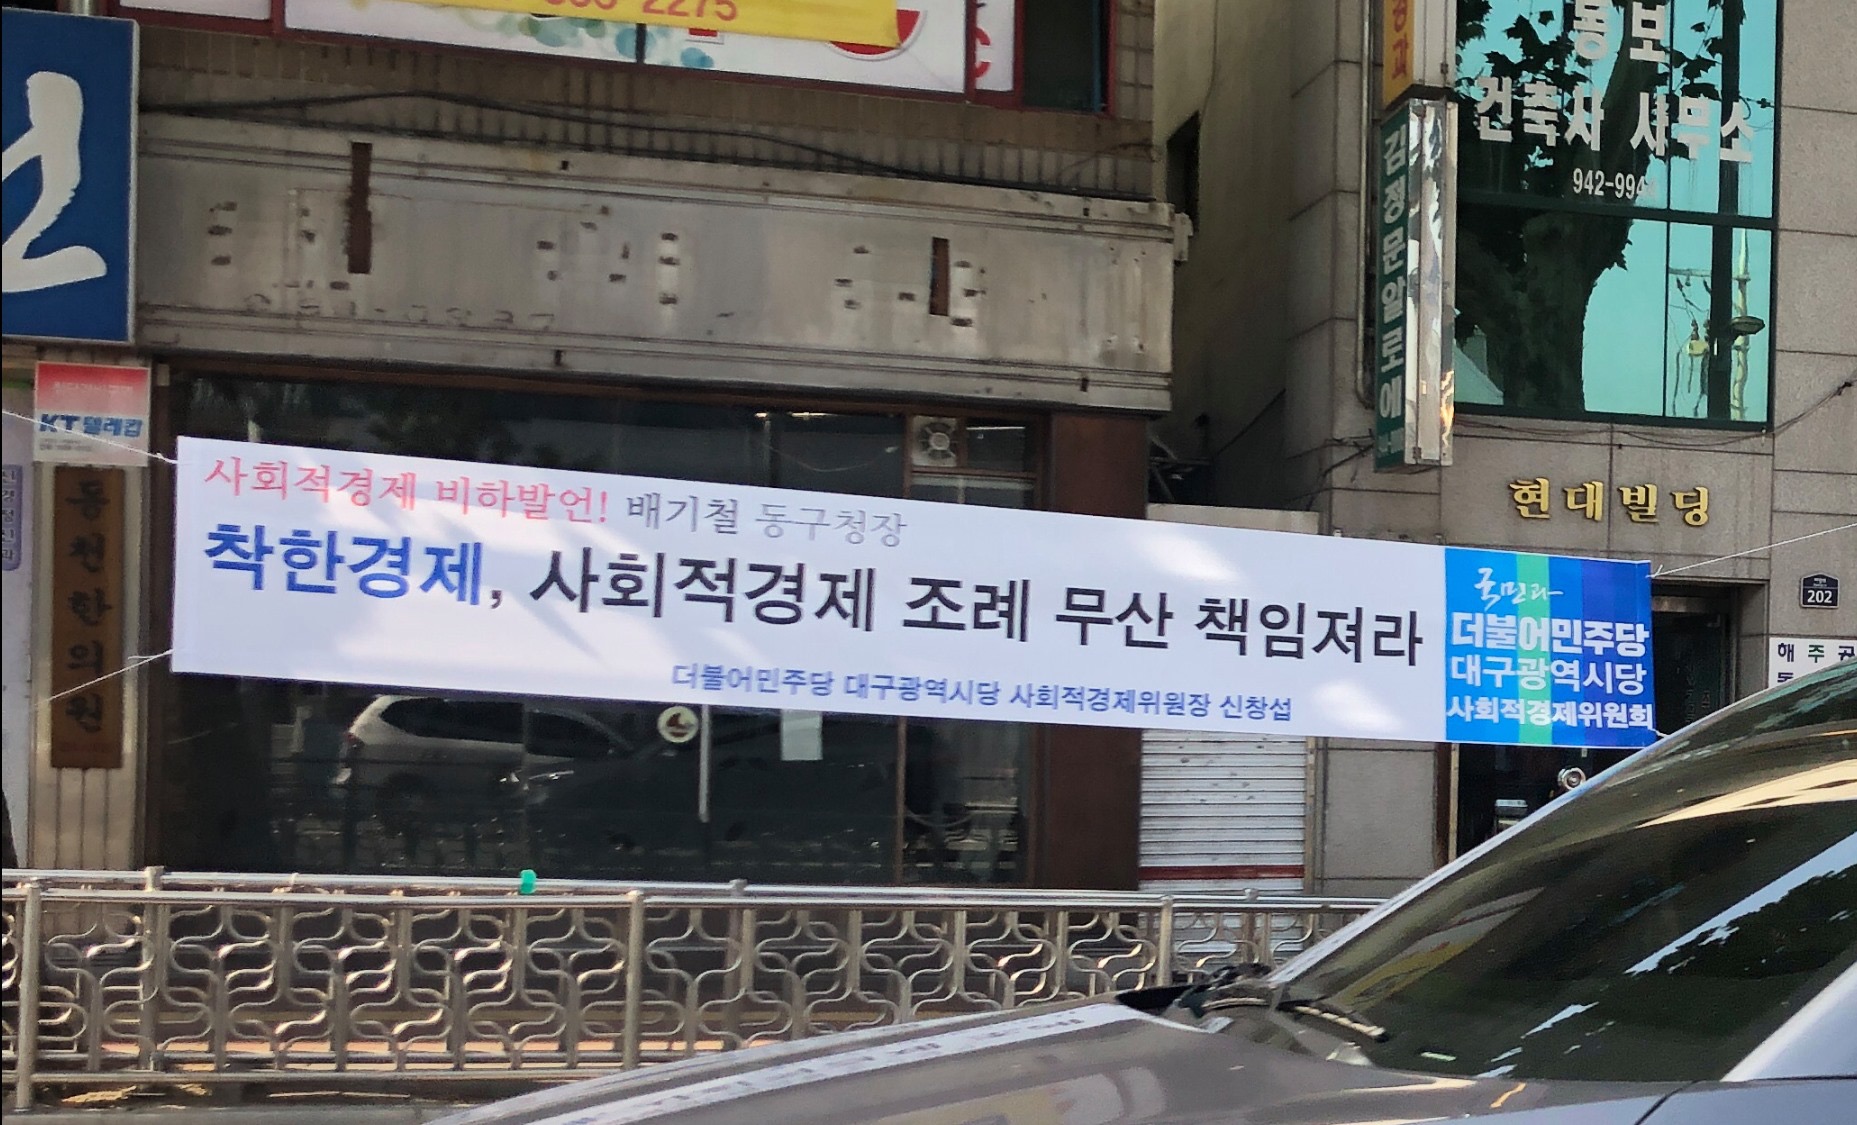 동보
건축사 사무소
김정문알로에
KT텔레캅
동천한의원
현대빌딩
202
사회적경제 비하발언! 배기철 동구청장
착한경제, 사회적경제 조례 무산 책임져라
더불어민주당 대구광역시당 사회적경제위원장 신창섭
국민과
더불어민주당
대구광역시당
사회적경제위원회